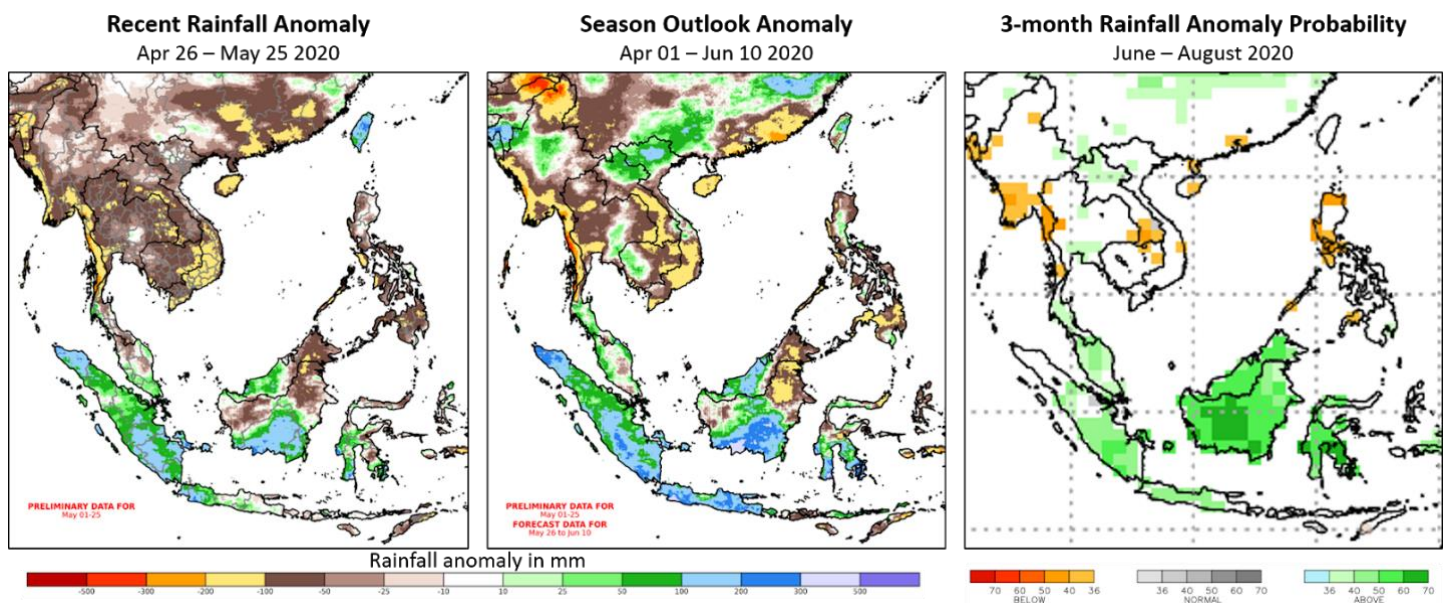 Recent Rainfall Anomaly
Apr 26 – May 25 2020
Season Outlook Anomaly
Apr 01 – Jun 10 2020
3-month Rainfall Anomaly Probability
June – August 2020
PRELIMINARY DATA FOR
May 01-25
PRELIMINARY DATA FOR
May 01-25
FORECAST DATA FOR
May 26 to Jun 10
Rainfall anomaly in mm
-500 -300 -200 -100 -50 -25 -10 10 25 50 100 200 300 500
70 60 50 40 36
BELOW
36 40 50 60 70
NORMAL
36 40 50 60 70
ABOVE